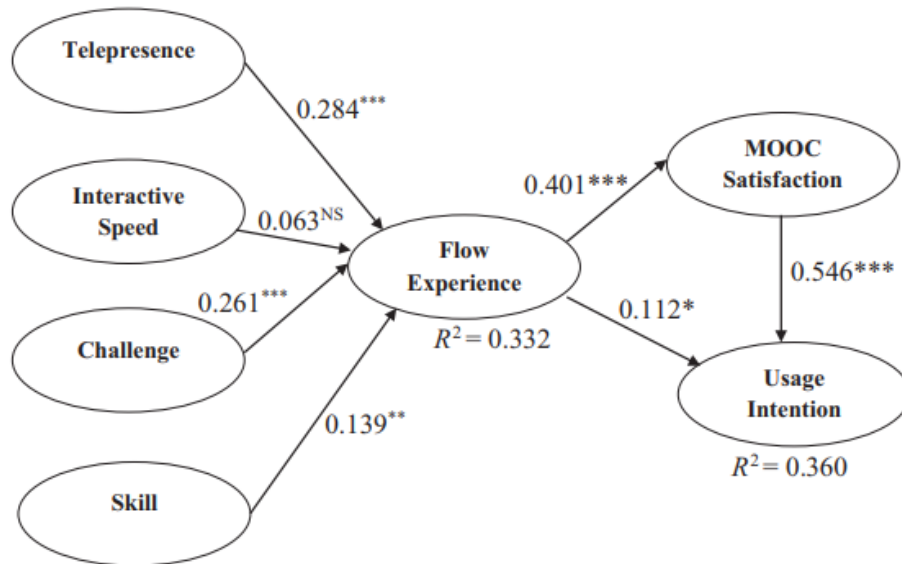 Telepresence
0.284***
Interactive
Speed
0.063NS
MOOC
Satisfaction
0.401***
Flow
Experience
0.261***
0.546***
Challenge
0.112*
R² = 0.332
Usage
Intention
0.139**
R² = 0.360
Skill